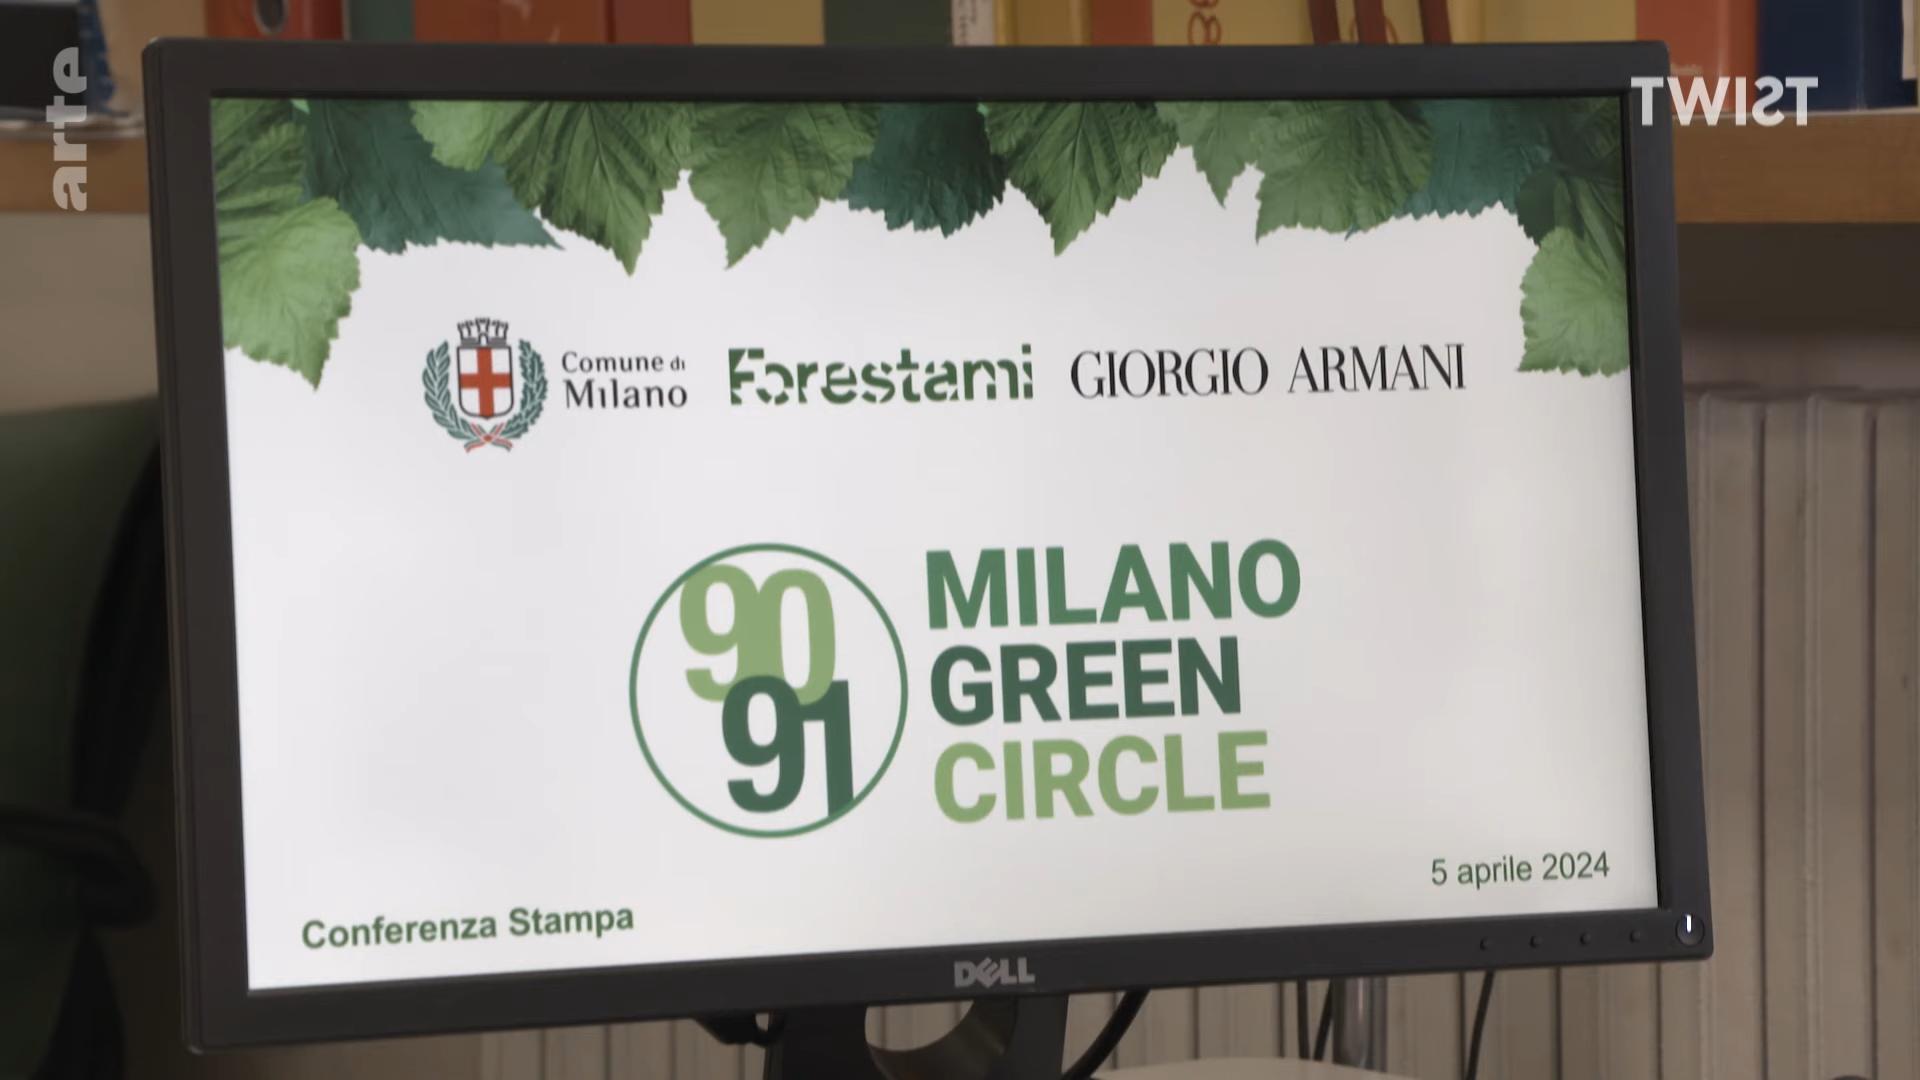 arte
TWIST
Comune di
Milano
Forestami
GIORGIO ARMANI
90
91
MILANO
GREEN
CIRCLE
5 aprile 2024
Conferenza Stampa
DELL